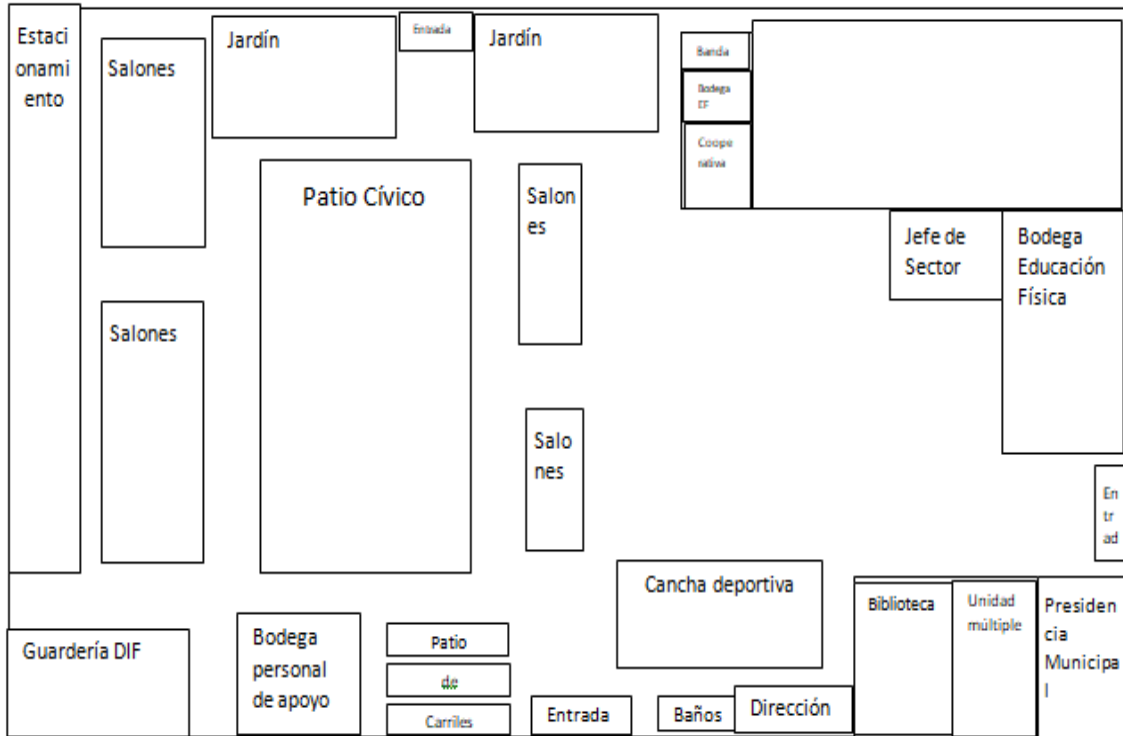 Estaci
onami
ento
Salones
Jardín
Entrada
Jardín
Banda
Bodega
EF
Coope
rativa
Patio Cívico
Salon
es
Jefe de
Sector
Bodega
Educación
Física
Salones
Salo
nes
En
tr
ad
Cancha deportiva
Biblioteca
Unidad
múltiple
Presiden
cia
Municipa
l
Guardería DIF
Bodega
personal
de apoyo
Patio
de
Carriles
Entrada
Baños
Dirección